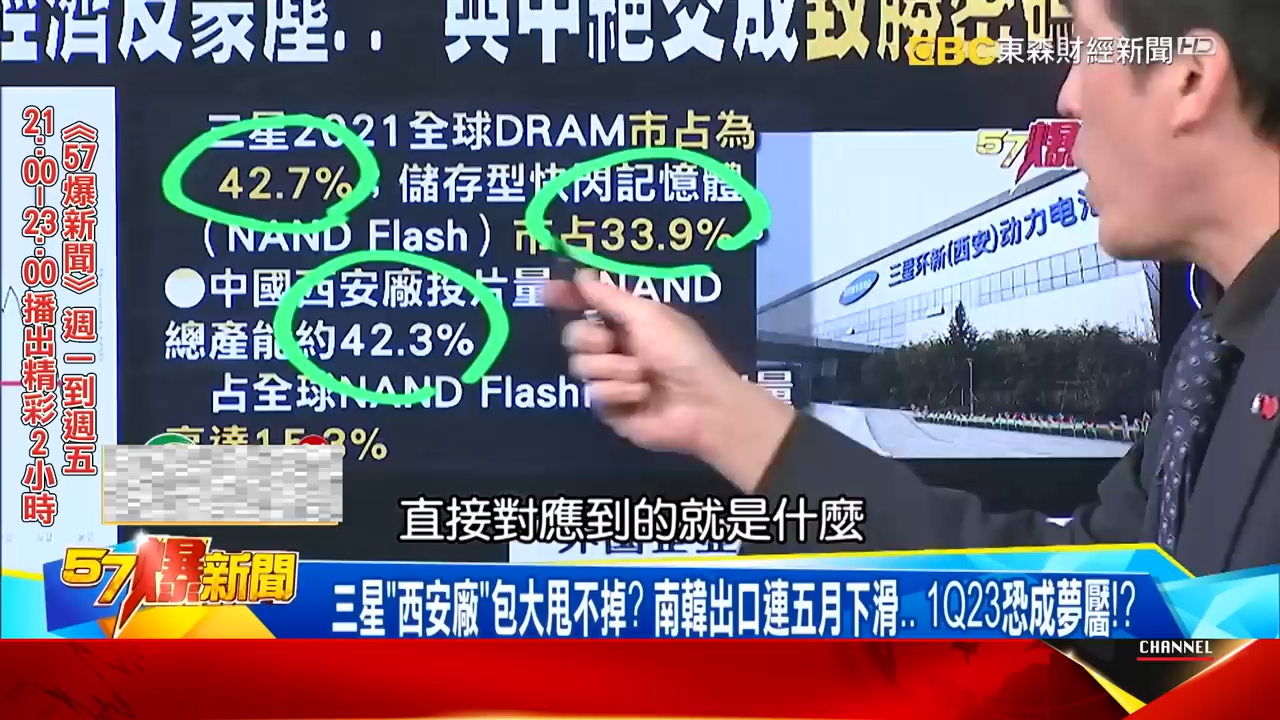 經濟反蒙塵.. 與中絕交成致勝密碼
EBC東森財經新聞HD
《57爆新聞》週一到週五
21:00-23:00播出精彩2小時
三星2021全球DRAM市占為
42.7%;儲存型快閃記憶體
(NAND Flash)市占33.9%
●中國西安廠投片量 NAND
總產能約42.3%
占全球NAND Flash 量
高達15.3%
57爆
三星环新(西安)动力电池
直接對應到的就是什麼
57爆新聞
三星"西安廠"包大甩不掉? 南韓出口連五月下滑.. 1Q23恐成夢魘!?
CHANNEL